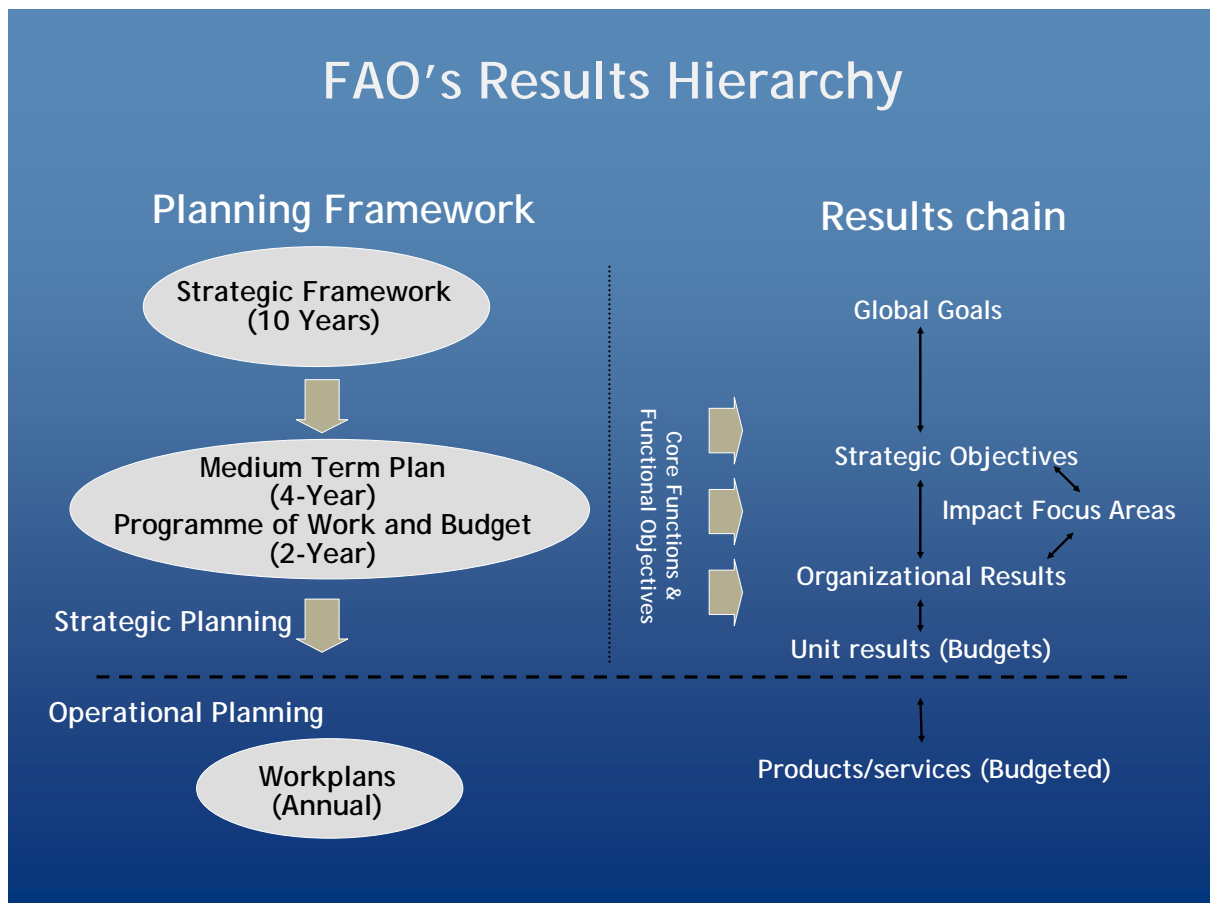 FAO's Results Hierarchy
Planning Framework
Strategic Framework
(10 Years)
Medium Term Plan
(4-Year)
Programme of Work and Budget
(2-Year)
Strategic Planning
Operational Planning
Workplans
(Annual)
Core Functions &
Functional Objectives
Results chain
Global Goals
Strategic Objectives
Impact Focus Areas
Organizational Results
Unit results (Budgets)
Products/services (Budgeted)